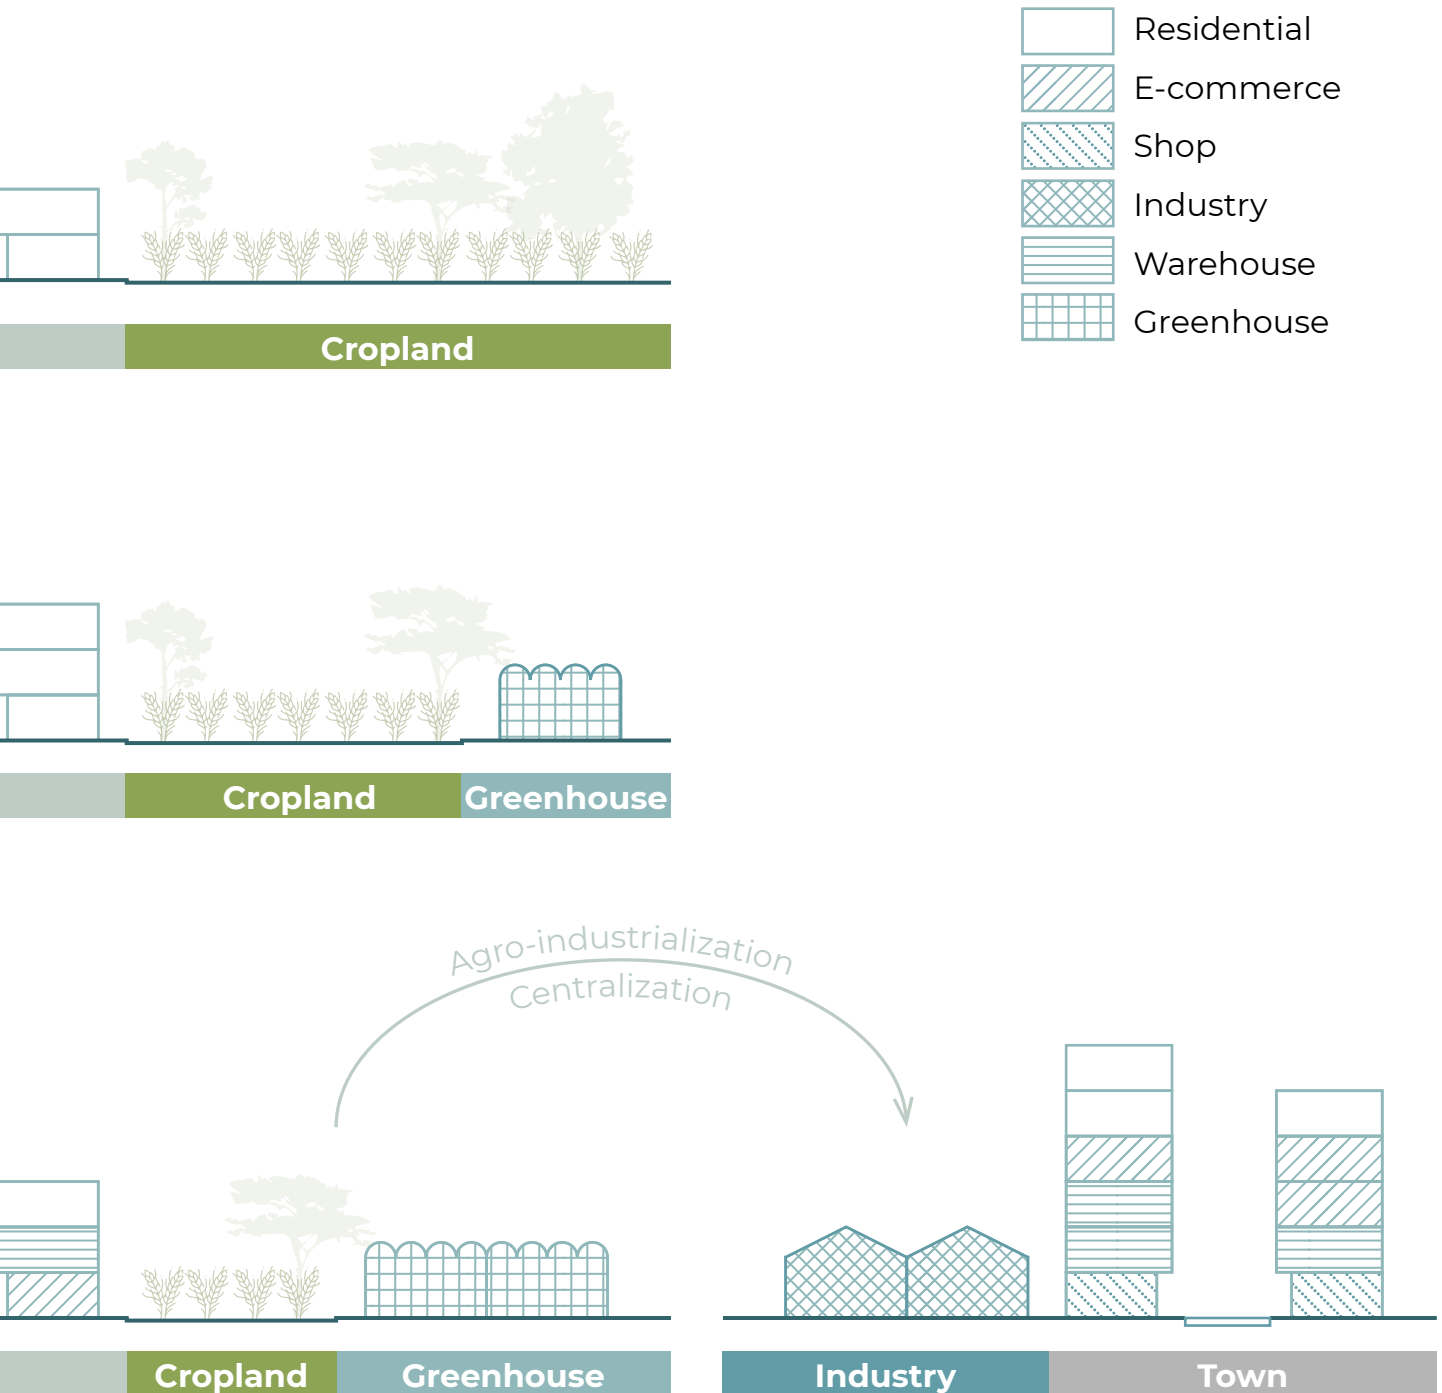 Residential
E-commerce
Shop
Industry
Warehouse
Greenhouse
Cropland
Cropland
Greenhouse
Agro-industrialization
Centralization
Cropland
Greenhouse
Industry
Town